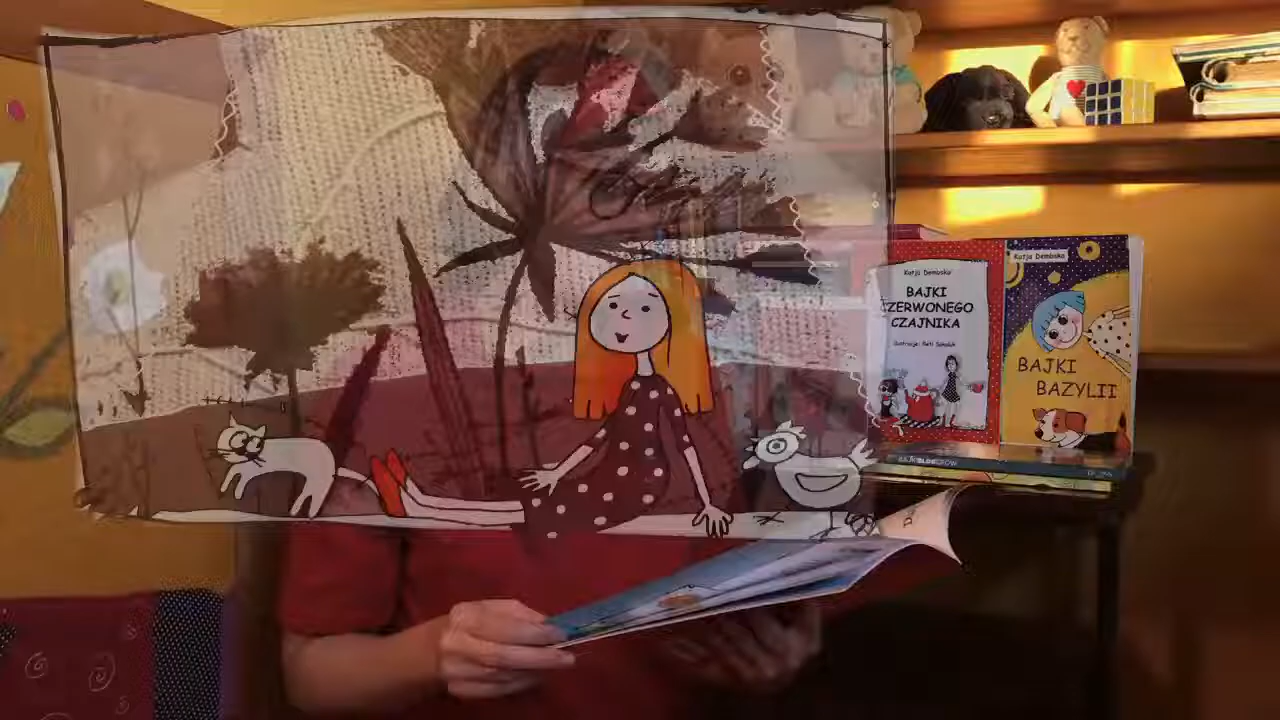 Katja Dembska
BAJKI
CZERWONEGO
CZAJNIKA
Katja Dembska
BAJKI
BAZYLII